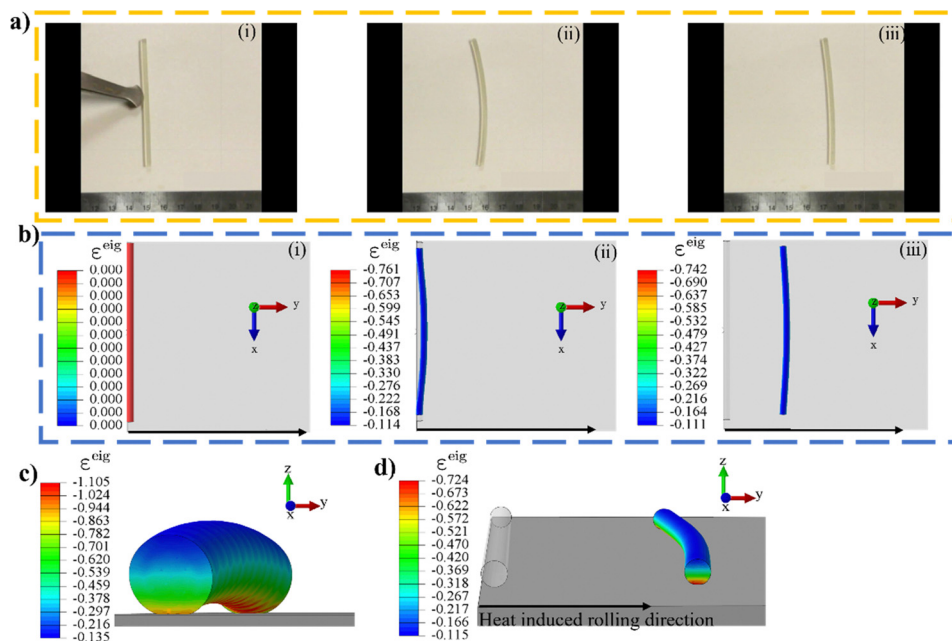 a)
(i)
(ii)
(iii)
b)
ε^eig
0.000
0.000
0.000
0.000
0.000
0.000
0.000
0.000
0.000
0.000
0.000
0.000
0.000
(i)
z
y
x
ε^eig
-0.761
-0.707
-0.653
-0.599
-0.545
-0.491
-0.437
-0.383
-0.330
-0.276
-0.222
-0.168
-0.114
(ii)
z
y
x
ε^eig
-0.742
-0.690
-0.637
-0.585
-0.532
-0.479
-0.427
-0.374
-0.322
-0.269
-0.216
-0.164
-0.111
(iii)
z
y
x
c)
ε^eig
-1.105
-1.024
-0.944
-0.863
-0.782
-0.701
-0.620
-0.539
-0.459
-0.378
-0.297
-0.216
-0.135
z
y
x
d)
ε^eig
-0.724
-0.673
-0.622
-0.572
-0.521
-0.470
-0.420
-0.369
-0.318
-0.267
-0.217
-0.166
-0.115
z
y
x
Heat induced rolling direction